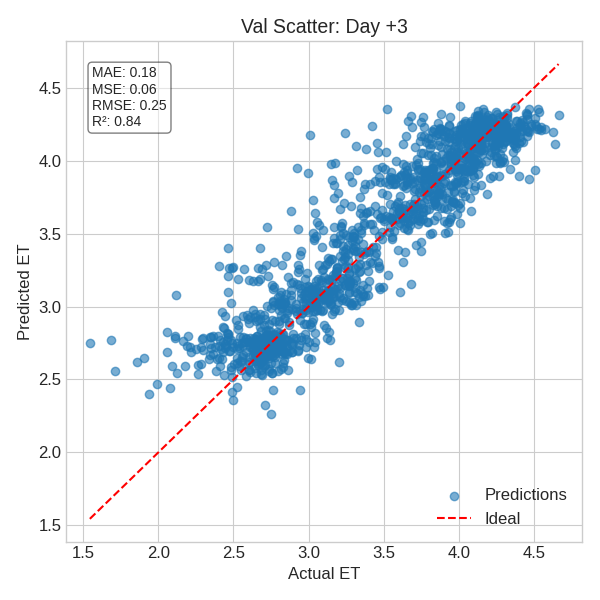 Val Scatter: Day +3
MAE: 0.18
MSE: 0.06
RMSE: 0.25
R²: 0.84
4.5
4.0
3.5
3.0
2.5
2.0
1.5
Predicted ET
Predictions
Ideal
1.5 2.0 2.5 3.0 3.5 4.0 4.5
Actual ET